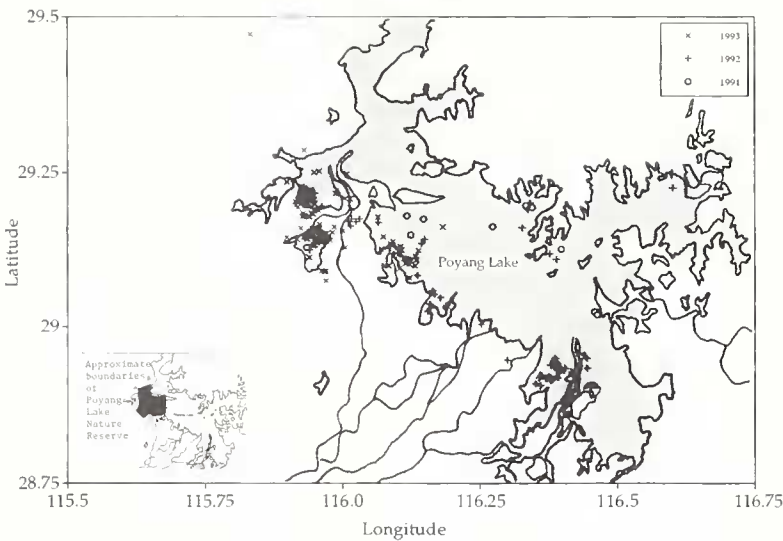 29.5
× 1993
+ 1992
o 1991
29.25
Latitude
Poyang Lake
29
Approximate
boundaries
of
Poyang
Lake
Nature
Reserve
28.75
115.5
115.75
116.0
116.25
116.5
116.75
Longitude